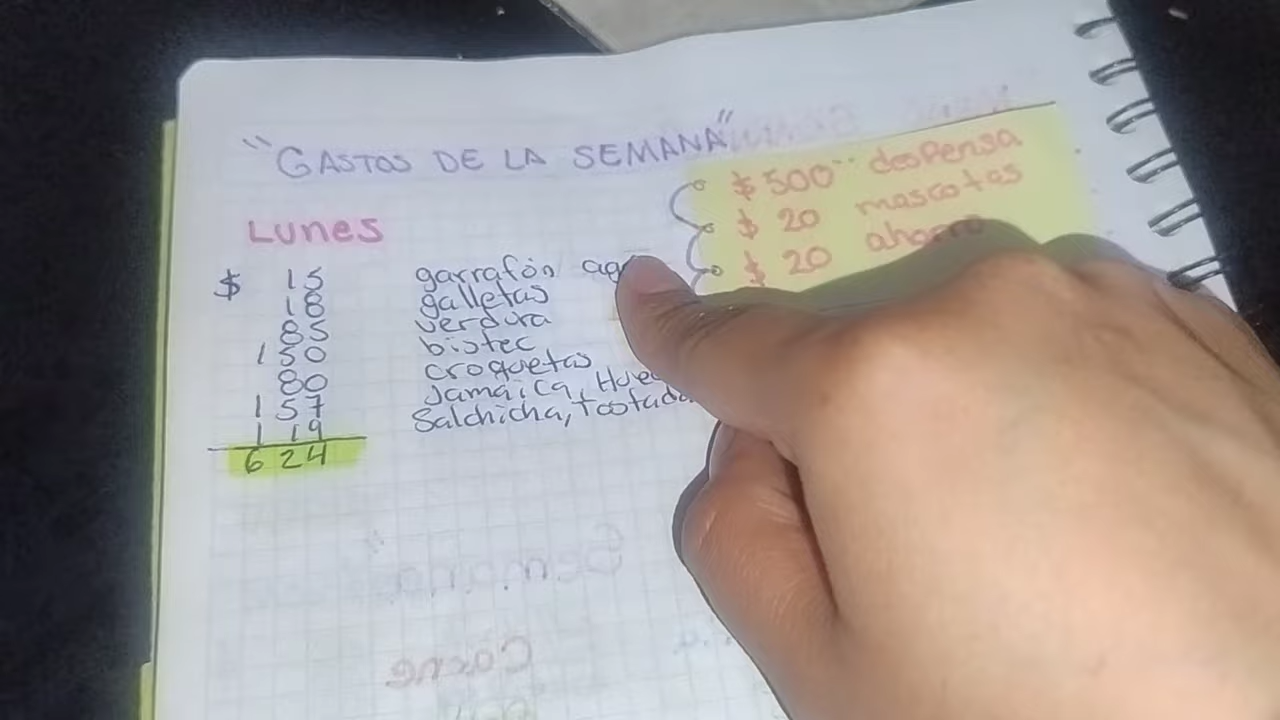 "GASTOS DE LA SEMANA"
$ 500 despensa
$ 20 mascotas
$ 20 ahorro
LUNES
$ 15 garrafón
18 galletas
85 verdura
150 bistec
80 croquetas
157 Jamaica,
119 Salchicha,
624